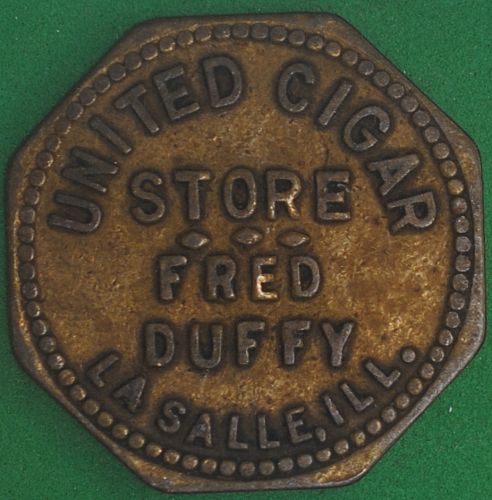 UNITED CIGAR
STORE
FRED
DUFFY
LA SALLE, ILL.